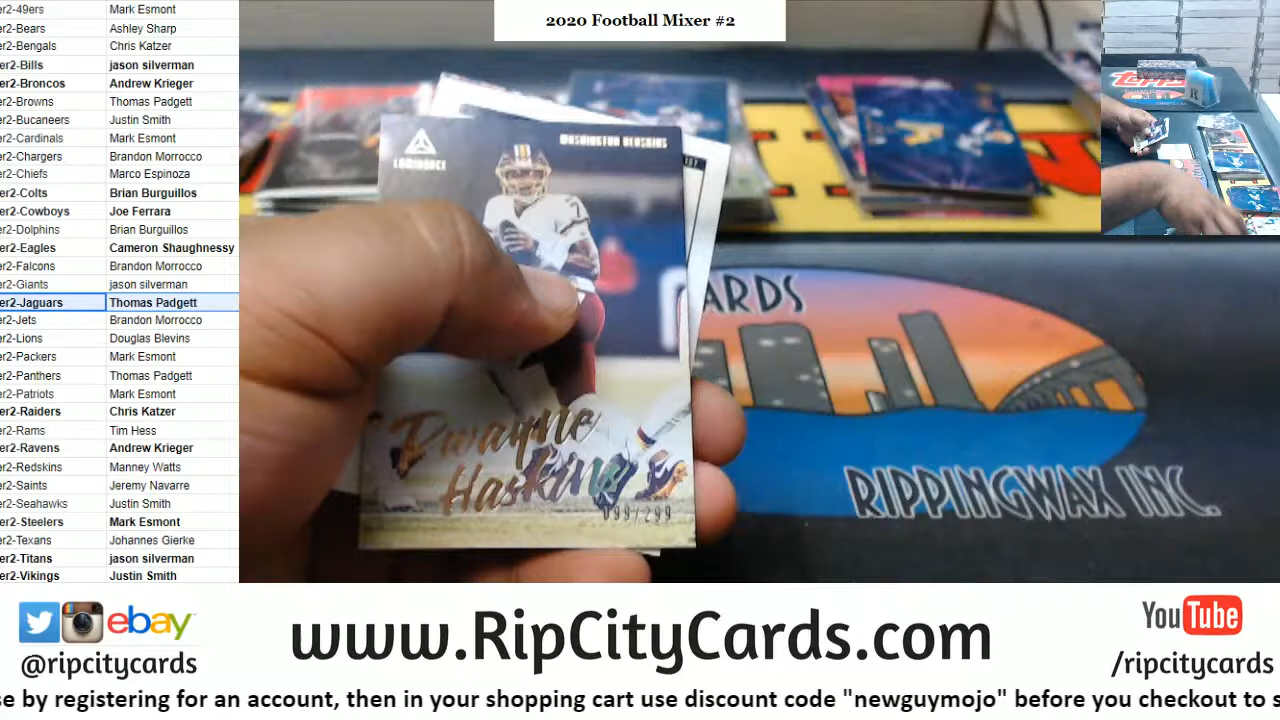 2020 Football Mixer #2
er2-49ers Mark Esmont
er2-Bears Ashley Sharp
er2-Bengals Chris Katzer
er2-Bills jason silverman
er2-Broncos Andrew Krieger
er2-Browns Thomas Padgett
er2-Bucaneers Justin Smith
er2-Cardinals Mark Esmont
er2-Chargers Brandon Morrocco
er2-Chiefs Marco Espinoza
er2-Colts Brian Burguillos
er2-Cowboys Joe Ferrara
er2-Dolphins Brian Burguillos
er2-Eagles Cameron Shaughnessy
er2-Falcons Brandon Morrocco
er2-Giants jason silverman
er2-Jaguars Thomas Padgett
er2-Jets Brandon Morrocco
er2-Lions Douglas Blevins
er2-Packers Mark Esmont
er2-Panthers Thomas Padgett
er2-Patriots Mark Esmont
er2-Raiders Chris Katzer
er2-Rams Tim Hess
er2-Ravens Andrew Krieger
er2-Redskins Manney Watts
er2-Saints Jeremy Navarre
er2-Seahawks Justin Smith
er2-Steelers Mark Esmont
er2-Texans Johannes Gierke
er2-Titans jason silverman
er2-Vikings Justin Smith
LUMINANCE
WASHINGTON REDSKINS
7
Dwayne
Haskins
099/299
ARDS
RIPPINGWAX INC.
Topps
R
ebay
@ripcitycards
www.RipCityCards.com
YouTube
/ripcitycards
se by registering for an account, then in your shopping cart use discount code "newguymojo" before you checkout to s